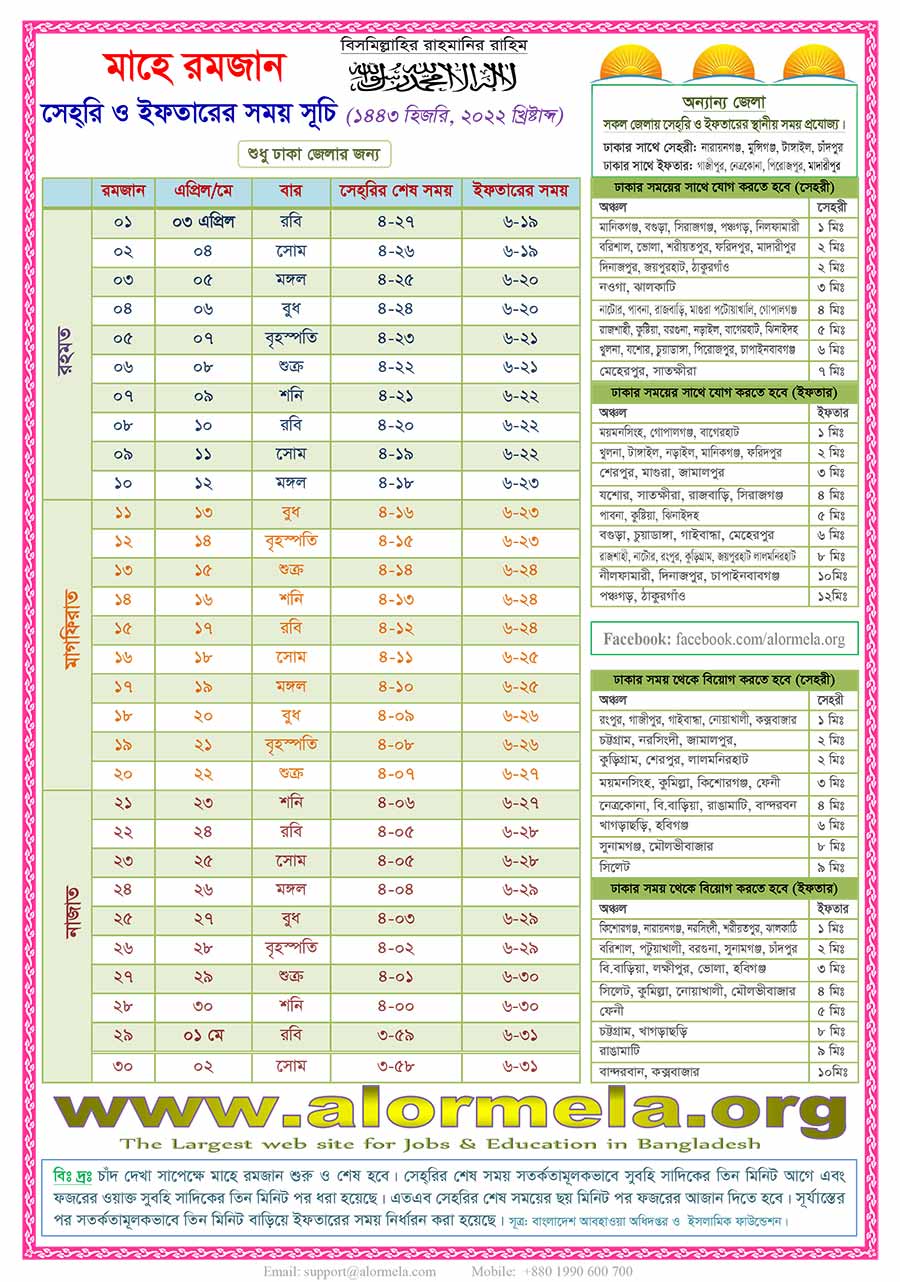 বিসমিল্লাহির রাহমানির রাহিম
মাহে রমজান
সেহ্‌রি ও ইফতারের সময় সূচি (১৪৪৩ হিজরি, ২০২২ খ্রিষ্টাব্দ)
শুধু ঢাকা জেলার জন্য
রমজান এপ্রিল/মে বার সেহ্‌রির শেষ সময় ইফতারের সময়
রহমত
০১ ০৩ এপ্রিল রবি ৪-২৭ ৬-১৯
০২ ০৪ সোম ৪-২৬ ৬-১৯
০৩ ০৫ মঙ্গল ৪-২৫ ৬-২০
০৪ ০৬ বুধ ৪-২৪ ৬-২০
০৫ ০৭ বৃহস্পতি ৪-২৩ ৬-২১
০৬ ০৮ শুক্র ৪-২২ ৬-২১
০৭ ০৯ শনি ৪-২১ ৬-২২
০৮ ১০ রবি ৪-২০ ৬-২২
০৯ ১১ সোম ৪-১৯ ৬-২২
১০ ১২ মঙ্গল ৪-১৮ ৬-২৩
মাগফিরাত
১১ ১৩ বুধ ৪-১৬ ৬-২৩
১২ ১৪ বৃহস্পতি ৪-১৫ ৬-২৩
১৩ ১৫ শুক্র ৪-১৪ ৬-২৪
১৪ ১৬ শনি ৪-১৩ ৬-২৪
১৫ ১৭ রবি ৪-১২ ৬-২৪
১৬ ১৮ সোম ৪-১১ ৬-২৫
১৭ ১৯ মঙ্গল ৪-১০ ৬-২৫
১৮ ২০ বুধ ৪-০৯ ৬-২৬
১৯ ২১ বৃহস্পতি ৪-০৮ ৬-২৬
২০ ২২ শুক্র ৪-০৭ ৬-২৭
নাজাত
২১ ২৩ শনি ৪-০৬ ৬-২৭
২২ ২৪ রবি ৪-০৫ ৬-২৮
২৩ ২৫ সোম ৪-০৫ ৬-২৮
২৪ ২৬ মঙ্গল ৪-০৪ ৬-২৯
২৫ ২৭ বুধ ৪-০৩ ৬-২৯
২৬ ২৮ বৃহস্পতি ৪-০২ ৬-২৯
২৭ ২৯ শুক্র ৪-০১ ৬-৩০
২৮ ৩০ শনি ৪-০০ ৬-৩০
২৯ ০১ মে রবি ৩-৫৯ ৬-৩১
৩০ ০২ সোম ৩-৫৮ ৬-৩১
অন্যান্য জেলা
সকল জেলায় সেহ্‌রি ও ইফতারের স্থানীয় সময় প্রযোজ্য।
ঢাকার সাথে সেহরী: নারায়নগঞ্জ, মুন্সিগঞ্জ, টাঙ্গাইল, চাঁদপুর
ঢাকার সাথে ইফতার: গাজীপুর, নেত্রকোনা, পিরোজপুর, মাদারীপুর
ঢাকার সময়ের সাথে যোগ করতে হবে (সেহরী)
অঞ্চল সেহরী
মানিকগঞ্জ, বগুড়া, সিরাজগঞ্জ, পঞ্চগড়, নিলফামারী ১ মিঃ
বরিশাল, ভোলা, শরীয়তপুর, ফরিদপুর, মাদারীপুর ২ মিঃ
দিনাজপুর, জয়পুরহাট, ঠাকুরগাঁও ২ মিঃ
নওগা, ঝালকাটি ৩ মিঃ
নাটোর, পাবনা, রাজবাড়ি, মাগুরা পটোয়াখালি, গোপালগঞ্জ ৪ মিঃ
রাজশাহী, কুষ্টিয়া, বরগুনা, নড়াইল, বাগেরহাট, ঝিনাইদহ ৫ মিঃ
খুলনা, যশোর, চুয়াডাঙ্গা, পিরোজপুর, চাপাইনবাবগঞ্জ ৬ মিঃ
মেহেরপুর, সাতক্ষীরা ৭ মিঃ
ঢাকার সময়ের সাথে যোগ করতে হবে (ইফতার)
অঞ্চল ইফতার
ময়মনসিংহ, গোপালগঞ্জ, বাগেরহাট ১ মিঃ
খুলনা, টাঙ্গাইল, নড়াইল, মানিকগঞ্জ, ফরিদপুর ২ মিঃ
শেরপুর, মাগুরা, জামালপুর ৩ মিঃ
যশোর, সাতক্ষীরা, রাজবাড়ি, সিরাজগঞ্জ ৪ মিঃ
পাবনা, কুষ্টিয়া, ঝিনাইদহ ৫ মিঃ
বগুড়া, চুয়াডাঙ্গা, গাইবান্ধা, মেহেরপুর ৬ মিঃ
রাজশাহী, নাটোর, রংপুর, কুড়িগ্রাম, জয়পুরহাট লালমনিরহাট ৮ মিঃ
নীলফামারী, দিনাজপুর, চাপাইনবাবগঞ্জ ১০মিঃ
পঞ্চগড়, ঠাকুরগাঁও ১২মিঃ
Facebook: facebook.com/alormela.org
ঢাকার সময় থেকে বিয়োগ করতে হবে (সেহরী)
অঞ্চল সেহরী
রংপুর, গাজীপুর, গাইবান্ধা, নোয়াখালী, কক্সবাজার ১ মিঃ
চট্টগ্রাম, নরসিংদী, জামালপুর, ২ মিঃ
কুড়িগ্রাম, শেরপুর, লালমনিরহাট ২ মিঃ
ময়মনসিংহ, কুমিল্লা, কিশোরগঞ্জ, ফেনী ৩ মিঃ
নেত্রকোনা, বি.বাড়িয়া, রাঙামাটি, বান্দরবন ৪ মিঃ
খাগড়াছড়ি, হবিগঞ্জ ৬ মিঃ
সুনামগঞ্জ, মৌলভীবাজার ৮ মিঃ
সিলেট ৯ মিঃ
ঢাকার সময় থেকে বিয়োগ করতে হবে (ইফতার)
অঞ্চল ইফতার
কিশোরগঞ্জ, নারায়নগঞ্জ, নরসিংদী, শরীয়তপুর, ঝালকাঠি ১ মিঃ
বরিশাল, পটুয়াখালী, বরগুনা, সুনামগঞ্জ, চাঁদপুর ২ মিঃ
বি.বাড়িয়া, লক্ষীপুর, ভোলা, হবিগঞ্জ ৩ মিঃ
সিলেট, কুমিল্লা, নোয়াখালী, মৌলভীবাজার ৪ মিঃ
ফেনী ৫ মিঃ
চট্টগ্রাম, খাগড়াছড়ি ৮ মিঃ
রাঙামাটি ৯ মিঃ
বান্দরবান, কক্সবাজার ১০মিঃ
www.alormela.org
The Largest web site for Jobs & Education in Bangladesh
বিঃ দ্রঃ চাঁদ দেখা সাপেক্ষে মাহে রমজান শুরু ও শেষ হবে। সেহ্‌রির শেষ সময় সতর্কতামূলকভাবে সুবহি সাদিকের তিন মিনিট আগে এবং
ফজরের ওয়াক্ত সুবহি সাদিকের তিন মিনিট পর ধরা হয়েছে। এতএব সেহরির শেষ সময়ের ছয় মিনিট পর ফজরের আজান দিতে হবে। সূর্যাস্তের
পর সতর্কতামূলকভাবে তিন মিনিট বাড়িয়ে ইফতারের সময় নির্ধারন করা হয়েছে। সূত্র: বাংলাদেশ আবহাওয়া অধিদপ্তর ও ইসলামিক ফাউন্ডেশন।
Email: support@alormela.com Mobile: +880 1990 600 700